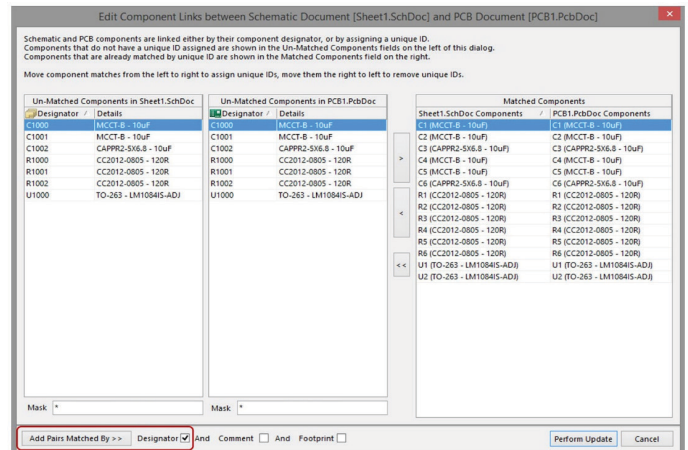 Edit Component Links between Schematic Document [Sheet1.SchDoc] and PCB Document [PCB1.PcbDoc]
Schematic and PCB components are linked either by their component designator, or by assigning a unique ID.
Components that do not have a unique ID assigned are shown in the Un-Matched Components fields on the left of this dialog.
Components that are already matched by unique ID are shown in the Matched Components field on the right.
Move component matches from the left to right to assign unique IDs, move them the right to left to remove unique IDs.
Un-Matched Components in Sheet1.SchDoc
Designator / Details
C1000 MCCT-B - 10uF
C1001 MCCT-B - 10uF
C1002 CAPPR2-5X6.8 - 10uF
R1000 CC2012-0805 - 120R
R1001 CC2012-0805 - 120R
R1002 CC2012-0805 - 120R
U1000 TO-263 - LM1084IS-ADJ
Mask *
Un-Matched Components in PCB1.PcbDoc
Designator / Details
C1000 MCCT-B - 10uF
C1001 MCCT-B - 10uF
C1002 CAPPR2-5X6.8 - 10uF
R1000 CC2012-0805 - 120R
R1001 CC2012-0805 - 120R
R1002 CC2012-0805 - 120R
U1000 TO-263 - LM1084IS-ADJ
Mask *
>
<
<<
Matched Components
Sheet1.SchDoc Components / PCB1.PcbDoc Components
C1 (MCCT-B - 10uF) C1 (MCCT-B - 10uF)
C2 (MCCT-B - 10uF) C2 (MCCT-B - 10uF)
C3 (CAPPR2-5X6.8 - 10uF) C3 (CAPPR2-5X6.8 - 10uF)
C4 (MCCT-B - 10uF) C4 (MCCT-B - 10uF)
C5 (MCCT-B - 10uF) C5 (MCCT-B - 10uF)
C6 (CAPPR2-5X6.8 - 10uF) C6 (CAPPR2-5X6.8 - 10uF)
R1 (CC2012-0805 - 120R) R1 (CC2012-0805 - 120R)
R2 (CC2012-0805 - 120R) R2 (CC2012-0805 - 120R)
R3 (CC2012-0805 - 120R) R3 (CC2012-0805 - 120R)
R4 (CC2012-0805 - 120R) R4 (CC2012-0805 - 120R)
R5 (CC2012-0805 - 120R) R5 (CC2012-0805 - 120R)
R6 (CC2012-0805 - 120R) R6 (CC2012-0805 - 120R)
U1 (TO-263 - LM1084IS-ADJ) U1 (TO-263 - LM1084IS-ADJ)
U2 (TO-263 - LM1084IS-ADJ) U2 (TO-263 - LM1084IS-ADJ)
Add Pairs Matched By >> Designator And Comment And Footprint
Perform Update Cancel